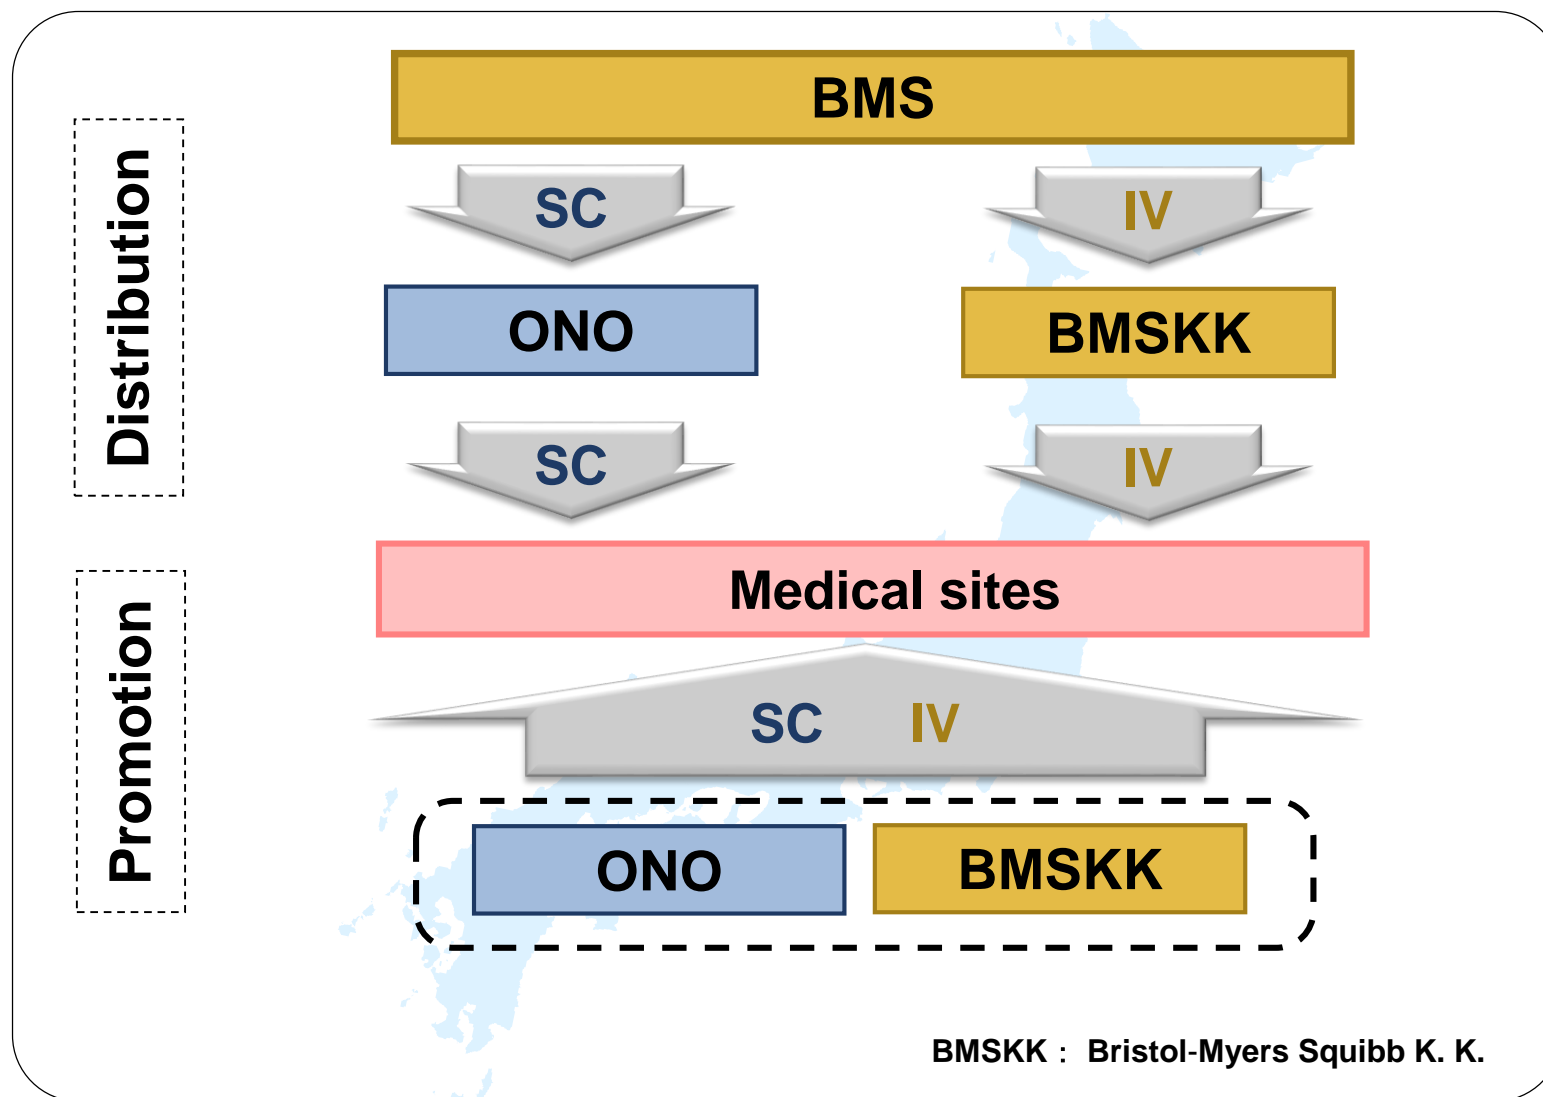 BMS
Distribution
SC
IV
ONO
BMSKK
SC
IV
Medical sites
Promotion
SC IV
ONO
BMSKK
BMSKK : Bristol-Myers Squibb K. K.